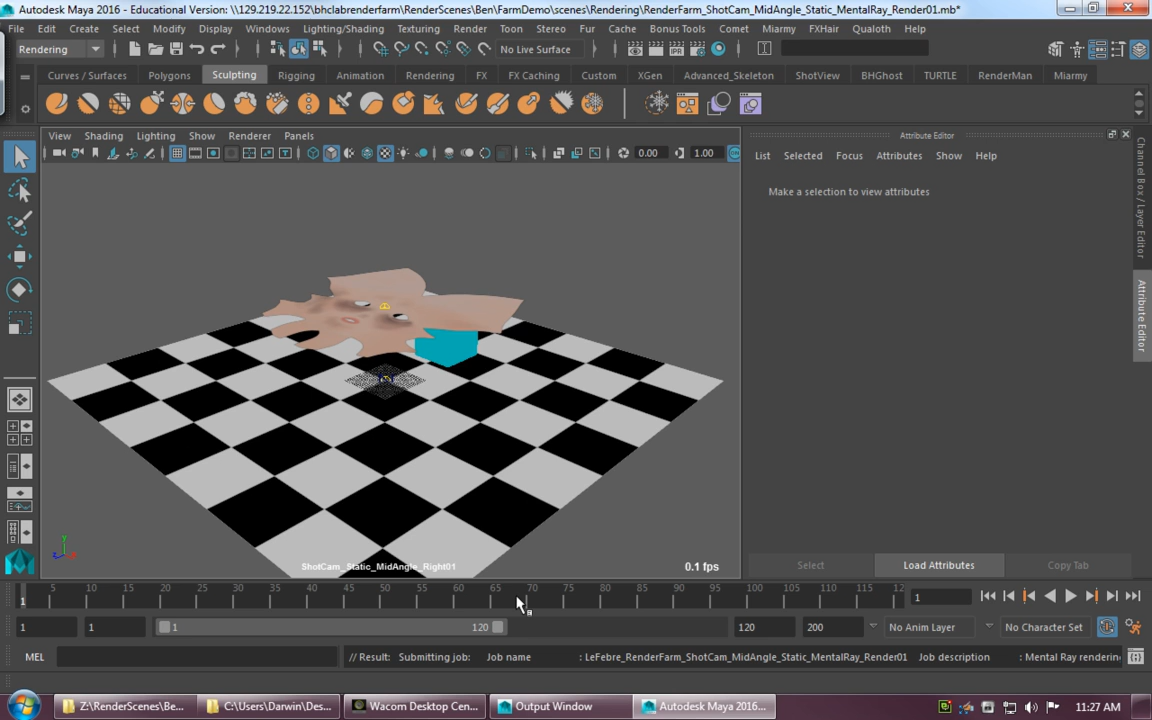 Autodesk Maya 2016 - Educational Version: \\129.219.22.152\bhclabrenderfarm\RenderScenes\Ben\FarmDemo\scenes\Rendering\RenderFarm_ShotCam_MidAngle_Static_MentalRay_Render01.mb*
File Edit Create Select Modify Display Windows Lighting/Shading Texturing Render Toon Stereo Fur Cache Bonus Tools Comet Miarmy FXHair Qualoth Help
Rendering No Live Surface
Curves / Surfaces Polygons Sculpting Rigging Animation Rendering FX FX Caching Custom XGen Advanced_Skeleton ShotView BHGhost TURTLE RenderMan Miarmy
View Shading Lighting Show Renderer Panels
Attribute Editor
0.00 1.00
List Selected Focus Attributes Show Help
Make a selection to view attributes
Channel Box / Layer Editor
Attribute Editor
ShotCam_Static_MidAngle_Right01
0.1 fps
Select Load Attributes Copy Tab
1 5 10 15 20 25 30 35 40 45 50 55 60 65 70 75 80 85 90 95 100 105 110 115 12 1
1 1 1 120 120 200 No Anim Layer No Character Set
MEL // Result: Submitting job: Job name : LeFebre_RenderFarm_ShotCam_MidAngle_Static_MentalRay_Render01 Job description : Mental Ray renderin
Z:\RenderScenes\Be... C:\Users\Darwin\Des... Wacom Desktop Cen... Output Window Autodesk Maya 2016... 11:27 AM